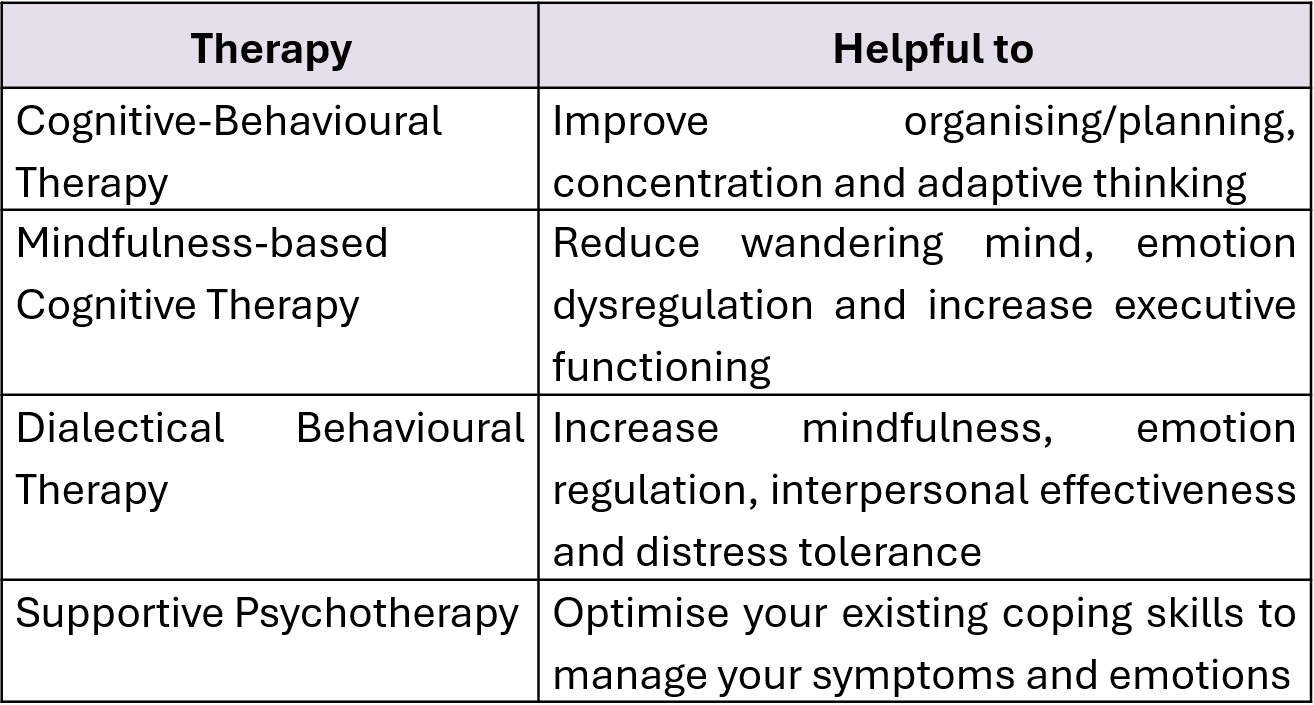 Therapy
Helpful to
Cognitive-Behavioural
Therapy
Improve organising/planning,
concentration and adaptive thinking
Mindfulness-based
Cognitive Therapy
Reduce wandering mind, emotion
dysregulation and increase executive
functioning
Dialectical Behavioural
Therapy
Increase mindfulness, emotion
regulation, interpersonal effectiveness
and distress tolerance
Supportive Psychotherapy
Optimise your existing coping skills to
manage your symptoms and emotions